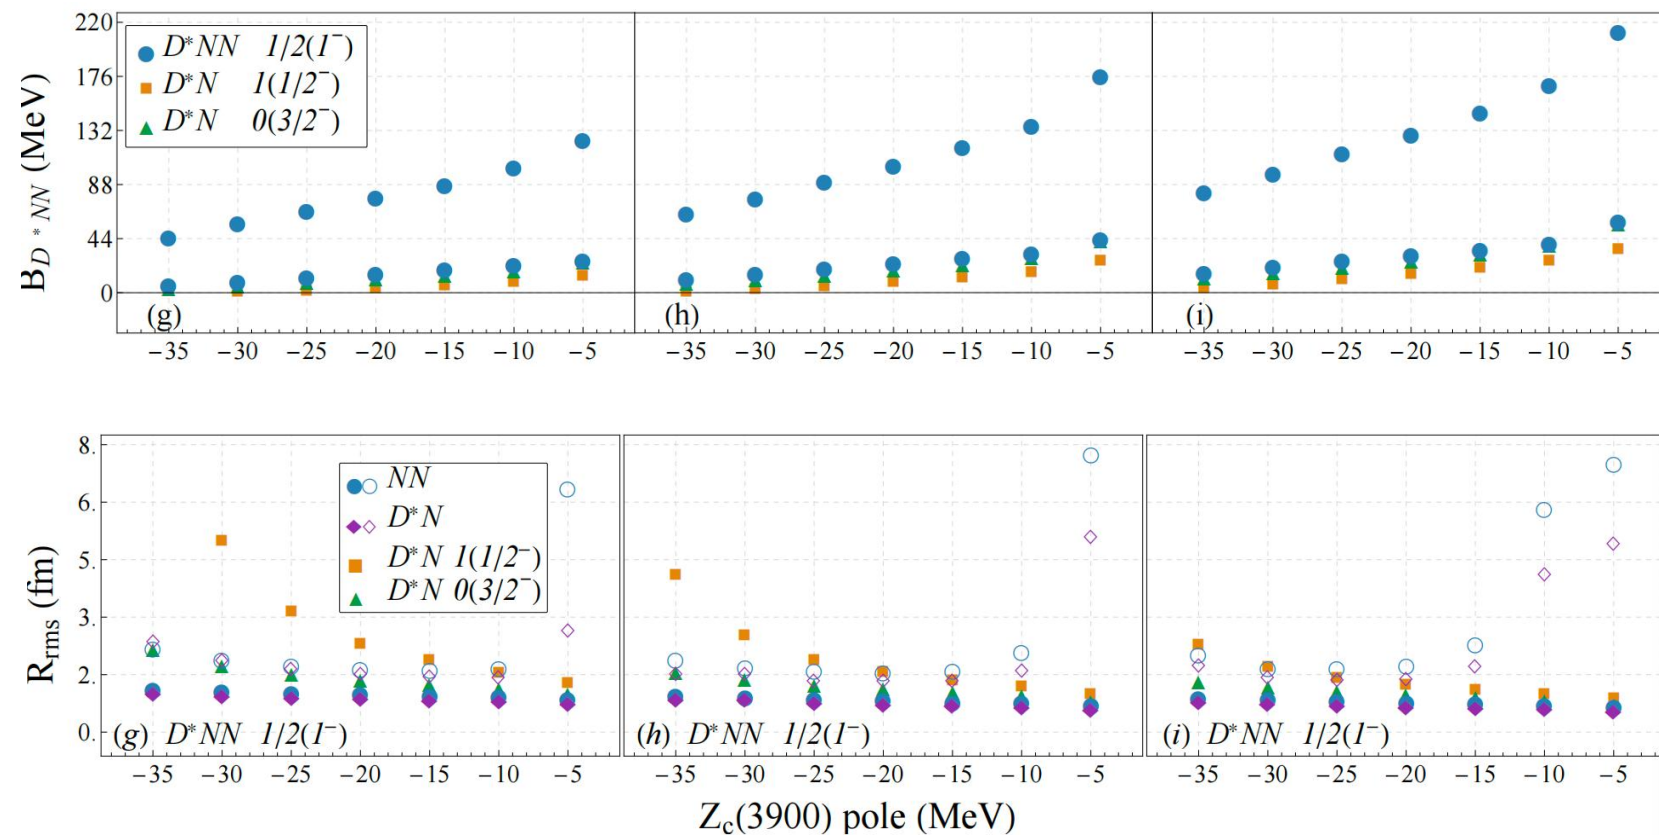 B_{D*NN} (MeV)
220
176
132
88
44
0
D*NN 1/2(1⁻)
D*N 1(1/2⁻)
D*N 0(3/2⁻)
(g) (h) (i)
−35 −30 −25 −20 −15 −10 −5 −35 −30 −25 −20 −15 −10 −5 −35 −30 −25 −20 −15 −10 −5
R_{rms} (fm)
8.
6.
5.
3.
2.
0.
NN
D*N
D*N 1(1/2⁻)
D*N 0(3/2⁻)
(g) D*NN 1/2(1⁻) (h) D*NN 1/2(1⁻) (i) D*NN 1/2(1⁻)
−35 −30 −25 −20 −15 −10 −5 −35 −30 −25 −20 −15 −10 −5 −35 −30 −25 −20 −15 −10 −5
Z_c(3900) pole (MeV)